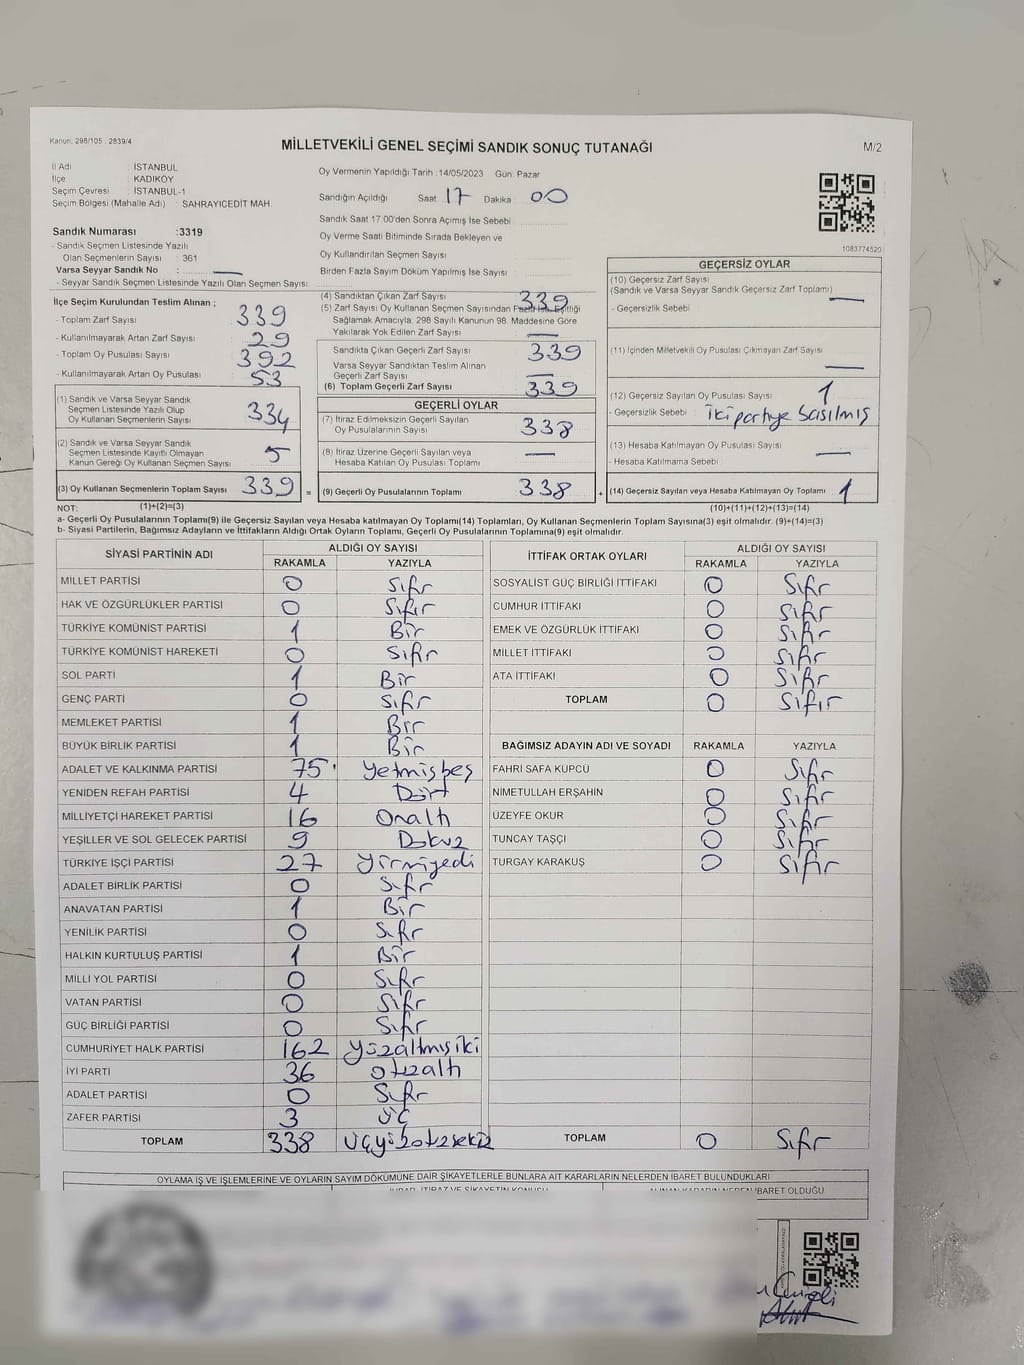 Kanun: 298/105 . 2839/4
MİLLETVEKİLİ GENEL SEÇİMİ SANDIK SONUÇ TUTANAĞI
M/2
İl Adı : İSTANBUL
İlçe : KADIKÖY
Seçim Çevresi : İSTANBUL-1
Seçim Bölgesi (Mahalle Adı) : SAHRAYICEDİT MAH.
Oy Vermenin Yapıldığı Tarih :14/05/2023 Gün: Pazar
Sandığın Açıldığı Saat 17 Dakika 00
Sandık Saat 17.00'den Sonra Açılmış İse Sebebi
Oy Verme Saati Bitiminde Sırada Bekleyen ve
Oy Kullandırılan Seçmen Sayısı
Birden Fazla Sayım Döküm Yapılmış İse Sayısı
1083774520
Sandık Numarası :3319
- Sandık Seçmen Listesinde Yazılı
Olan Seçmenlerin Sayısı : 361
Varsa Seyyar Sandık No : —
- Seyyar Sandık Seçmen Listesinde Yazılı Olan Seçmen Sayısı:
İlçe Seçim Kurulundan Teslim Alınan ;
- Toplam Zarf Sayısı 339
- Kullanılmayarak Artan Zarf Sayısı 29
- Toplam Oy Pusulası Sayısı 392
- Kullanılmayarak Artan Oy Pusulası 53
(1) Sandık ve Varsa Seyyar Sandık
Seçmen Listesinde Yazılı Olup
Oy Kullanan Seçmenlerin Sayısı 334
(2) Sandık ve Varsa Seyyar Sandık
Seçmen Listesinde Kayıtlı Olmayan
Kanun Gereği Oy Kullanan Seçmen Sayısı 5
(3) Oy Kullanan Seçmenlerin Toplam Sayısı 339 =
(4) Sandıktan Çıkan Zarf Sayısı 339
(5) Zarf Sayısı Oy Kullanan Seçmen Sayısından Fazla İse, Eşitliği
Sağlamak Amacıyla, 298 Sayılı Kanunun 98. Maddesine Göre
Yakılarak Yok Edilen Zarf Sayısı —
Sandıkta Çıkan Geçerli Zarf Sayısı 339
Varsa Seyyar Sandıktan Teslim Alınan
Geçerli Zarf Sayısı —
(6) Toplam Geçerli Zarf Sayısı 339
GEÇERLİ OYLAR
(7) İtiraz Edilmeksizin Geçerli Sayılan
Oy Pusulalarının Sayısı 338
(8) İtiraz Üzerine Geçerli Sayılan veya
Hesaba Katılan Oy Pusulası Toplamı —
(9) Geçerli Oy Pusulalarının Toplamı 338 +
GEÇERSİZ OYLAR
(10) Geçersiz Zarf Sayısı
(Sandık ve Varsa Seyyar Sandık Geçersiz Zarf Toplamı) —
- Geçersizlik Sebebi :
(11) İçinden Milletvekili Oy Pusulası Çıkmayan Zarf Sayısı —
(12) Geçersiz Sayılan Oy Pusulası Sayısı 1
- Geçersizlik Sebebi : iki partiye basılmış
(13) Hesaba Katılmayan Oy Pusulası Sayısı —
- Hesaba Katılmama Sebebi :
(14) Geçersiz Sayılan veya Hesaba Katılmayan Oy Toplamı 1
NOT: (1)+(2)=(3) (10)+(11)+(12)+(13)=(14)
a- Geçerli Oy Pusulalarının Toplamı(9) ile Geçersiz Sayılan veya Hesaba katılmayan Oy Toplamı(14) Toplamları, Oy Kullanan Seçmenlerin Toplam Sayısına(3) eşit olmalıdır. (9)+(14)=(3)
b- Siyasi Partilerin, Bağımsız Adayların ve İttifakların Aldığı Ortak Oyların Toplamı, Geçerli Oy Pusulalarının Toplamına(9) eşit olmalıdır.
SİYASİ PARTİNİN ADI ALDIĞI OY SAYISI
RAKAMLA YAZIYLA
MİLLET PARTİSİ 0 Sıfır
HAK VE ÖZGÜRLÜKLER PARTİSİ 0 Sıfır
TÜRKİYE KOMÜNİST PARTİSİ 1 Bir
TÜRKİYE KOMÜNİST HAREKETİ 0 Sıfır
SOL PARTİ 1 Bir
GENÇ PARTİ 0 Sıfır
MEMLEKET PARTİSİ 1 Bir
BÜYÜK BİRLİK PARTİSİ 1 Bir
ADALET VE KALKINMA PARTİSİ 75 Yetmişbeş
YENİDEN REFAH PARTİSİ 4 Dört
MİLLİYETÇİ HAREKET PARTİSİ 16 Onaltı
YEŞİLLER VE SOL GELECEK PARTİSİ 9 Dokuz
TÜRKİYE İŞÇİ PARTİSİ 27 Yirmiyedi
ADALET BİRLİK PARTİSİ 0 Sıfır
ANAVATAN PARTİSİ 1 Bir
YENİLİK PARTİSİ 0 Sıfır
HALKIN KURTULUŞ PARTİSİ 1 Bir
MİLLİ YOL PARTİSİ 0 Sıfır
VATAN PARTİSİ 0 Sıfır
GÜÇ BİRLİĞİ PARTİSİ 0 Sıfır
CUMHURİYET HALK PARTİSİ 162 Yüzaltmışiki
İYİ PARTİ 36 otuzaltı
ADALET PARTİSİ 0 Sıfır
ZAFER PARTİSİ 3 üç
TOPLAM 338 üçyüzotuzsekiz
İTTİFAK ORTAK OYLARI ALDIĞI OY SAYISI
RAKAMLA YAZIYLA
SOSYALİST GÜÇ BİRLİĞİ İTTİFAKI 0 Sıfır
CUMHUR İTTİFAKI 0 Sıfır
EMEK VE ÖZGÜRLÜK İTTİFAKI 0 Sıfır
MİLLET İTTİFAKI 0 Sıfır
ATA İTTİFAKI 0 Sıfır
TOPLAM 0 Sıfır
BAĞIMSIZ ADAYIN ADI VE SOYADI RAKAMLA YAZIYLA
FAHRİ SAFA KÜPCÜ 0 Sıfır
NİMETULLAH ERŞAHİN 0 Sıfır
ÜZEYFE OKUR 0 Sıfır
TUNCAY TAŞÇI 0 Sıfır
TURGAY KARAKUŞ 0 Sıfır
TOPLAM 0 Sıfır
OYLAMA İŞ VE İŞLEMLERİNE VE OYLARIN SAYIM DÖKÜMÜNE DAİR ŞİKAYETLERLE BUNLARA AİT KARARLARIN NELERDEN İBARET BULUNDUKLARI
İTİRAZ VE ŞİKAYETİN KONUSU ALINAN KARARIN NEDEN İBARET OLDUĞU